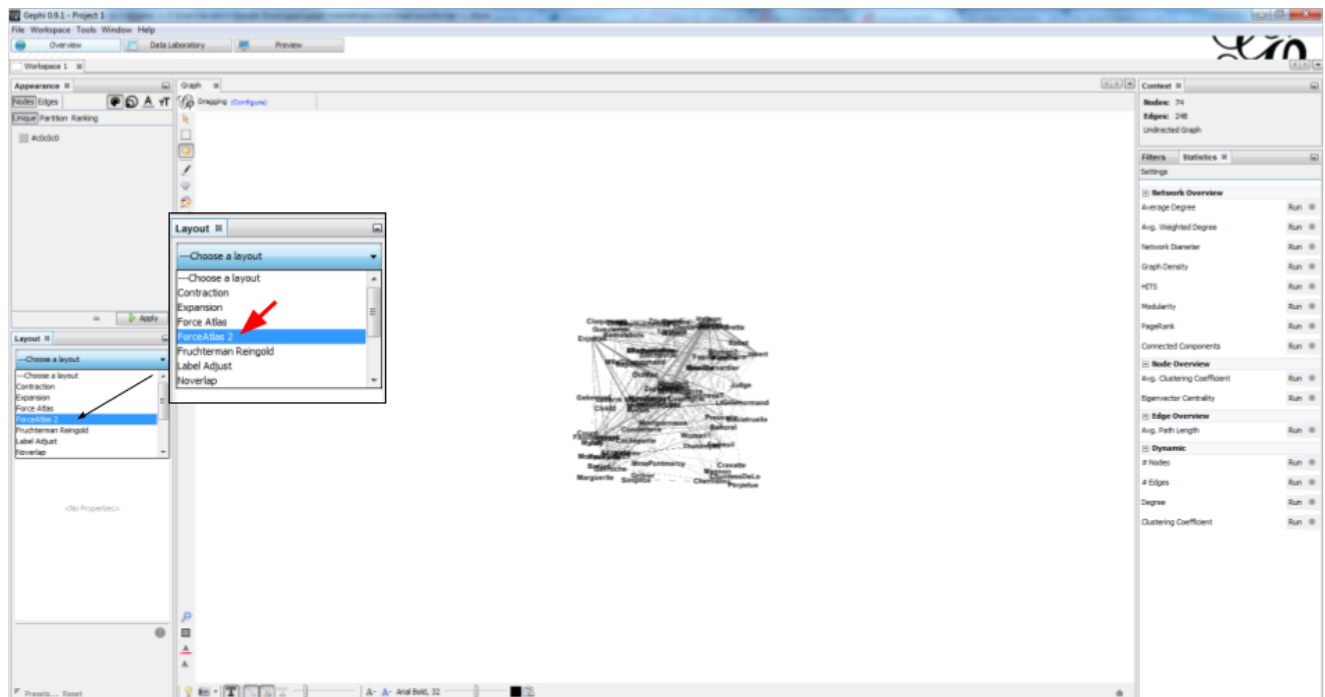 Gephi 0.9.1 - Project 1
File Workspace Tools Window Help
Overview Data Laboratory Preview
Workspace 1
Appearance
Nodes Edges
Unique Partition Ranking
#c0c0c0
Apply
Layout
---Choose a layout
---Choose a layout
Contraction
Expansion
Force Atlas
ForceAtlas 2
Fruchterman Reingold
Label Adjust
Noverlap
<No Properties>
Presets... Reset
Graph
Dragging (Configure)
Layout
---Choose a layout
---Choose a layout
Contraction
Expansion
Force Atlas
ForceAtlas 2
Fruchterman Reingold
Label Adjust
Noverlap
Judge
Child
Bamatabois
MmePontmercy
Cravatte
Marguerite
Simplice
Perpetue
A- A- Arial Bold, 32
Context
Nodes: 74
Edges: 248
Undirected Graph
Filters Statistics
Settings
Network Overview
Average Degree Run
Avg. Weighted Degree Run
Network Diameter Run
Graph Density Run
HITS Run
Modularity Run
PageRank Run
Connected Components Run
Node Overview
Avg. Clustering Coefficient Run
Eigenvector Centrality Run
Edge Overview
Avg. Path Length Run
Dynamic
# Nodes Run
# Edges Run
Degree Run
Clustering Coefficient Run